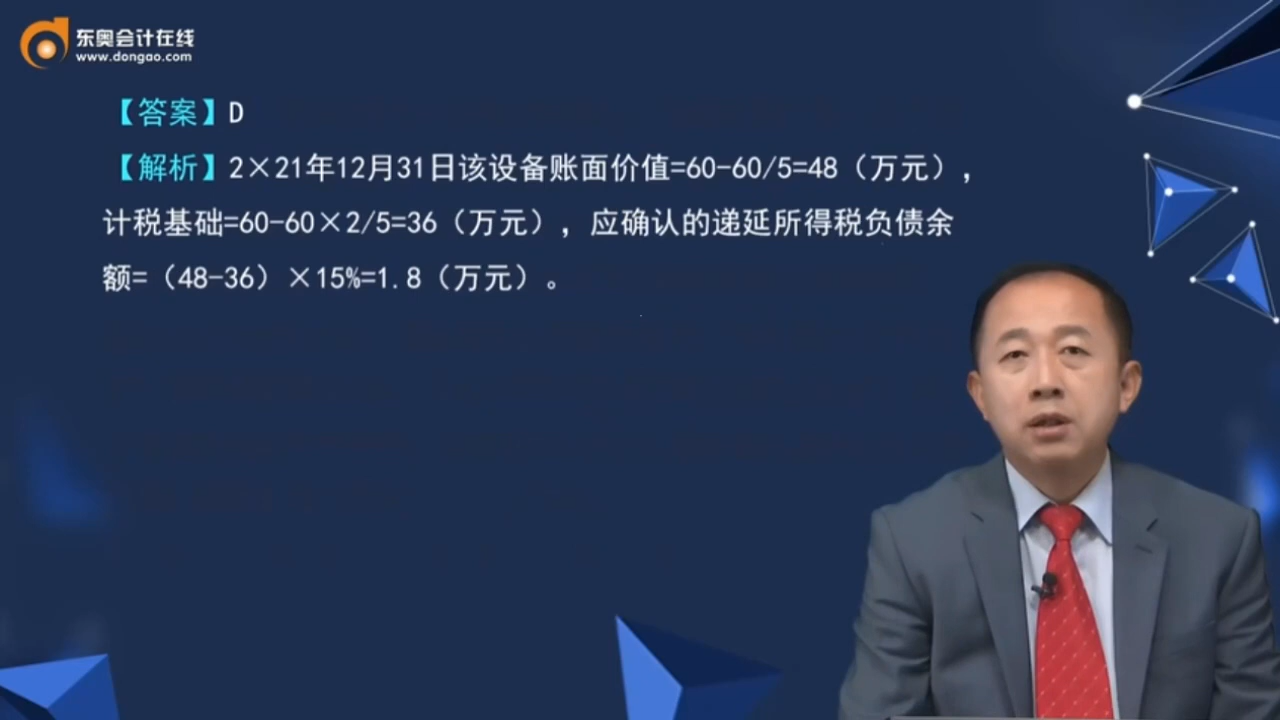 东奥会计在线
www.dongao.com
【答案】D
【解析】2×21年12月31日该设备账面价值=60-60/5=48（万元），
计税基础=60-60×2/5=36（万元），应确认的递延所得税负债余
额=（48-36）×15%=1.8（万元）。